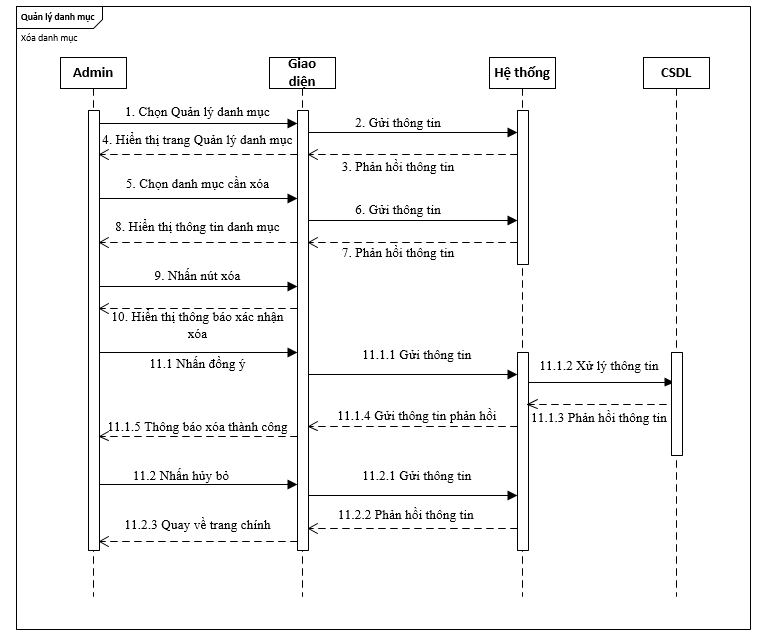 Quản lý danh mục
Xóa danh mục
Admin
Giao
diện
Hệ thống
CSDL
1. Chọn Quản lý danh mục
2. Gửi thông tin
4. Hiển thị trang Quản lý danh mục
3. Phản hồi thông tin
5. Chọn danh mục cần xóa
6. Gửi thông tin
8. Hiển thị thông tin danh mục
7. Phản hồi thông tin
9. Nhấn nút xóa
10. Hiển thị thông báo xác nhận
xóa
11.1 Nhấn đồng ý
11.1.1 Gửi thông tin
11.1.2 Xử lý thông tin
11.1.4 Gửi thông tin phản hồi
11.1.3 Phản hồi thông tin
11.1.5 Thông báo xóa thành công
11.2 Nhấn hủy bỏ
11.2.1 Gửi thông tin
11.2.2 Phản hồi thông tin
11.2.3 Quay về trang chính